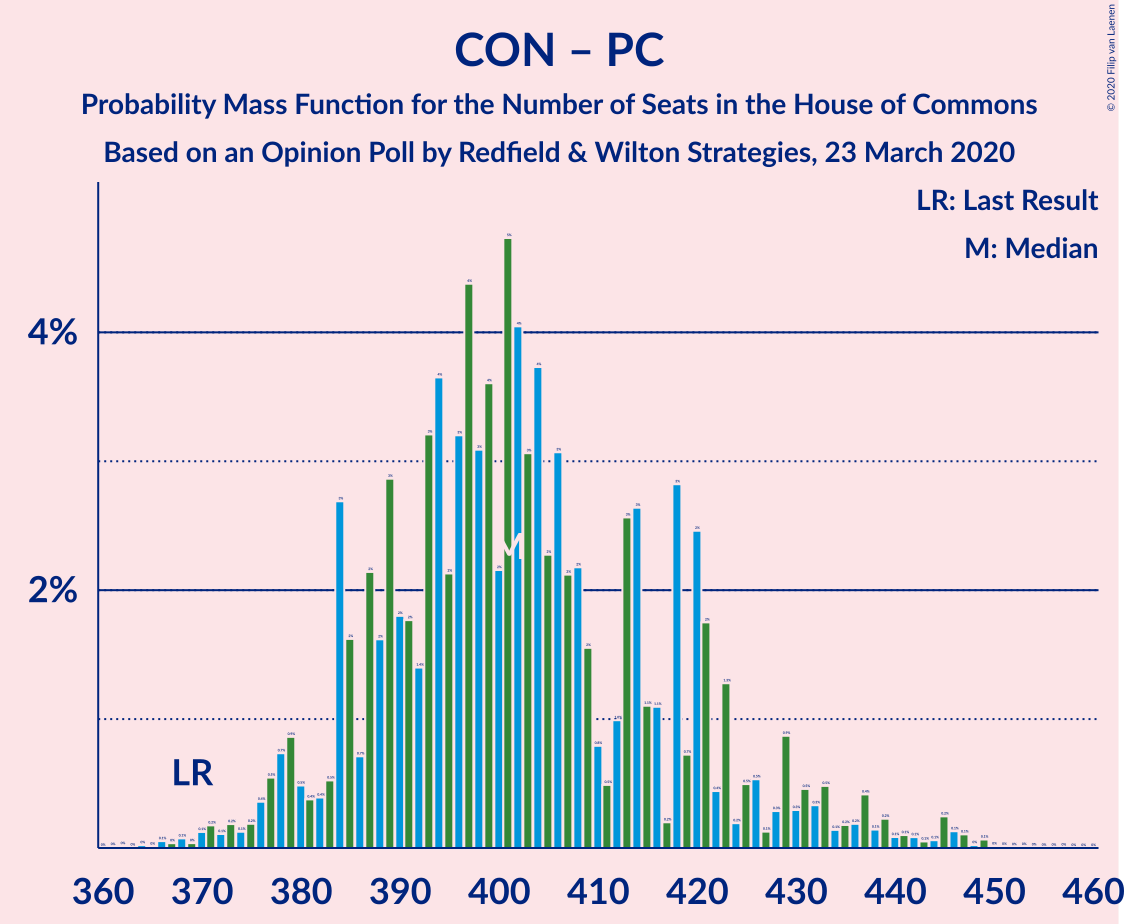 CON – PC
Probability Mass Function for the Number of Seats in the House of Commons
Based on an Opinion Poll by Redfield & Wilton Strategies, 23 March 2020
© 2020 Filip van Laenen
LR: Last Result
M: Median
4%
2%
M
LR
360 370 380 390 400 410 420 430 440 450 460